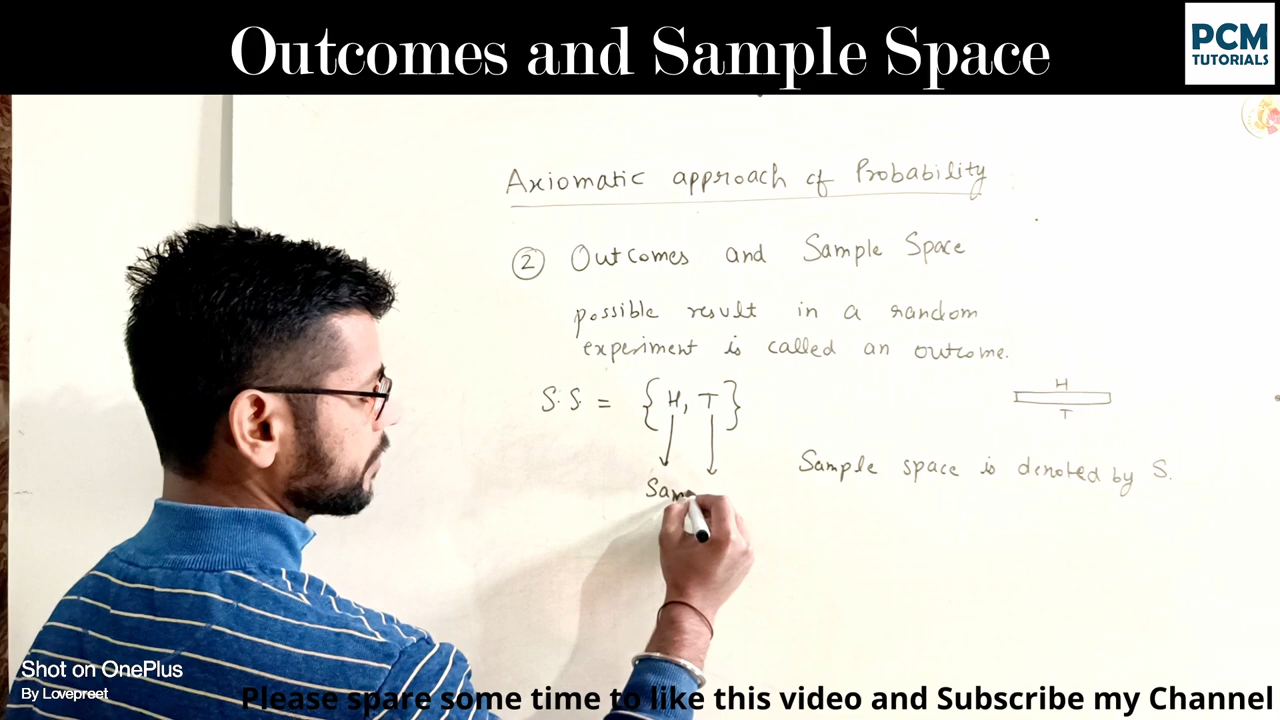 Outcomes and Sample Space
PCM
TUTORIALS
Axiomatic approach of Probability
2 Outcomes and Sample Space
possible result in a random
experiment is called an outcome.
S.S. = {H, T}
H
T
Sample space is denoted by S.
Sam
Shot on OnePlus
By Lovepreet
Please spare some time to like this video and Subscribe my Channel